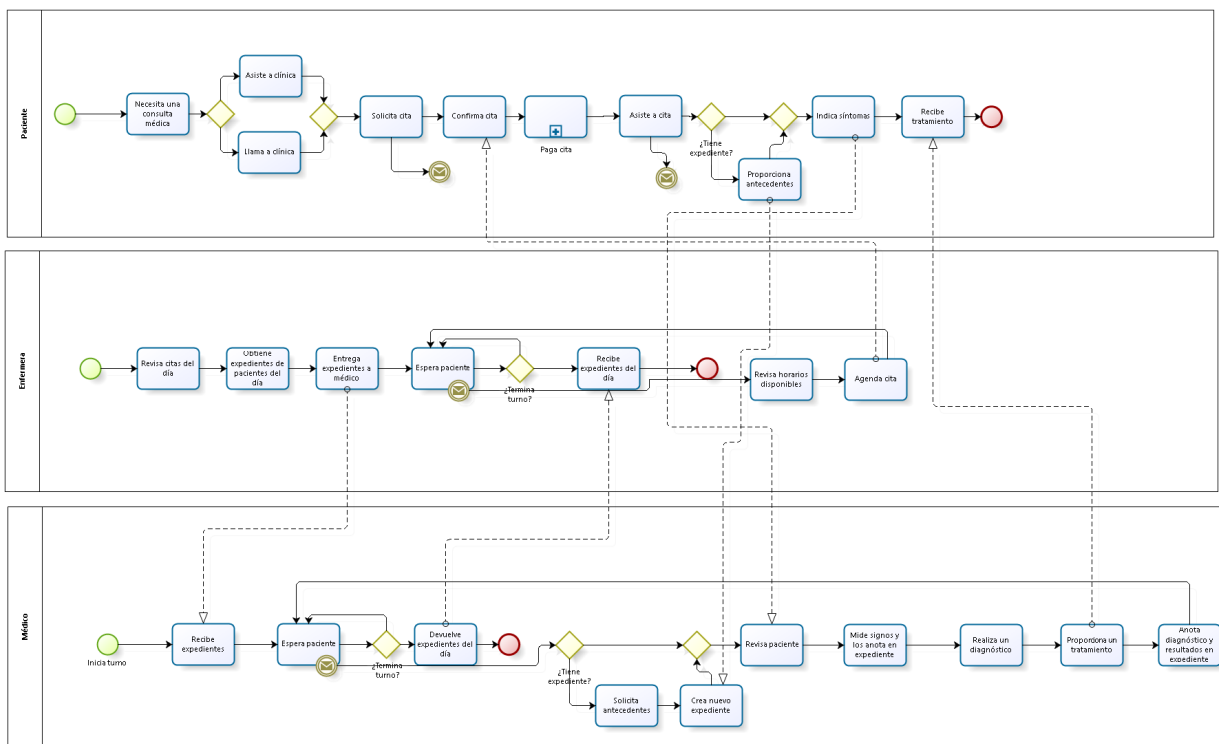 Paciente
Necesita una
consulta
médica
Asiste a clínica
Llama a clínica
Solicita cita
Confirma cita
Paga cita
Asiste a cita
¿Tiene
expediente?
Proporciona
antecedentes
Indica síntomas
Recibe
tratamiento
Enfermera
Revisa citas del
día
Obtiene
expedientes de
pacientes del
día
Entrega
expedientes a
médico
Espera paciente
¿Termina
turno?
Recibe
expedientes del
día
Revisa horarios
disponibles
Agenda cita
Médico
Inicia turno
Recibe
expedientes
Espera paciente
¿Termina
turno?
Devuelve
expedientes del
día
¿Tiene
expediente?
Solicita
antecedentes
Crea nuevo
expediente
Revisa paciente
Mide signos y
los anota en
expediente
Realiza un
diagnóstico
Proporciona un
tratamiento
Anota
diagnóstico y
resultados en
expediente